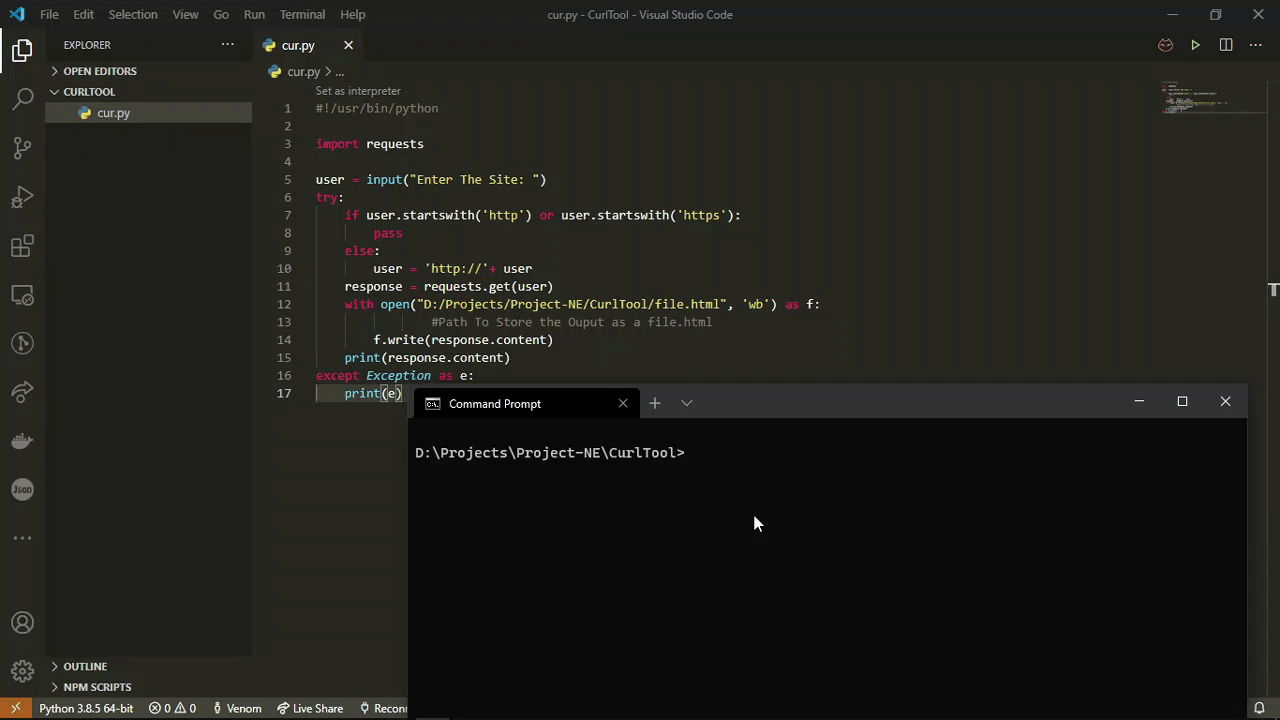 File Edit Selection View Go Run Terminal Help
cur.py - CurlTool - Visual Studio Code
EXPLORER
OPEN EDITORS
CURLTOOL
cur.py
OUTLINE
NPM SCRIPTS
cur.py
cur.py > ...
Set as interpreter
1 #!/usr/bin/python
2
3 import requests
4
5 user = input("Enter The Site: ")
6 try:
7 if user.startswith('http') or user.startswith('https'):
8 pass
9 else:
10 user = 'http://'+ user
11 response = requests.get(user)
12 with open("D:/Projects/Project-NE/CurlTool/file.html", 'wb') as f:
13 #Path To Store the Ouput as a file.html
14 f.write(response.content)
15 print(response.content)
16 except Exception as e:
17 print(e)
Command Prompt
D:\Projects\Project-NE\CurlTool>
Json
Python 3.8.5 64-bit 0 0 Venom Live Share Reconn